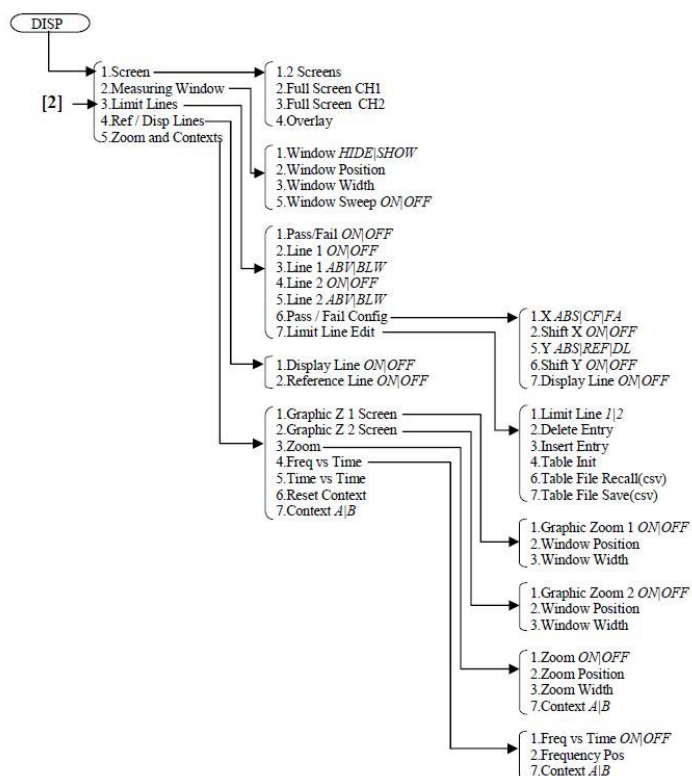 DISP
1.Screen
2.Measuring Window
[2]
3.Limit Lines
4.Ref / Disp Lines
5.Zoom and Contexts
1.2 Screens
2.Full Screen CH1
3.Full Screen CH2
4.Overlay
1.Window HIDE|SHOW
2.Window Position
3.Window Width
5.Window Sweep ON|OFF
1.Pass/Fail ON|OFF
2.Line 1 ON|OFF
3.Line 1 ABV|BLW
4.Line 2 ON|OFF
5.Line 2 ABV|BLW
6.Pass / Fail Config
7.Limit Line Edit
1.X ABS|CF|FA
2.Shift X ON|OFF
5.Y ABS|REF|DL
6.Shift Y ON|OFF
7.Display Line ON|OFF
1.Display Line ON|OFF
2.Reference Line ON|OFF
1.Limit Line 1|2
2.Delete Entry
3.Insert Entry
4.Table Init
6.Table File Recall(csv)
7.Table File Save(csv)
1.Graphic Z 1 Screen
2.Graphic Z 2 Screen
3.Zoom
4.Freq vs Time
5.Time vs Time
6.Reset Context
7.Context A|B
1.Graphic Zoom 1 ON|OFF
2.Window Position
3.Window Width
1.Graphic Zoom 2 ON|OFF
2.Window Position
3.Window Width
1.Zoom ON|OFF
2.Zoom Position
3.Zoom Width
7.Context A|B
1.Freq vs Time ON|OFF
2.Frequency Pos
7.Context A|B